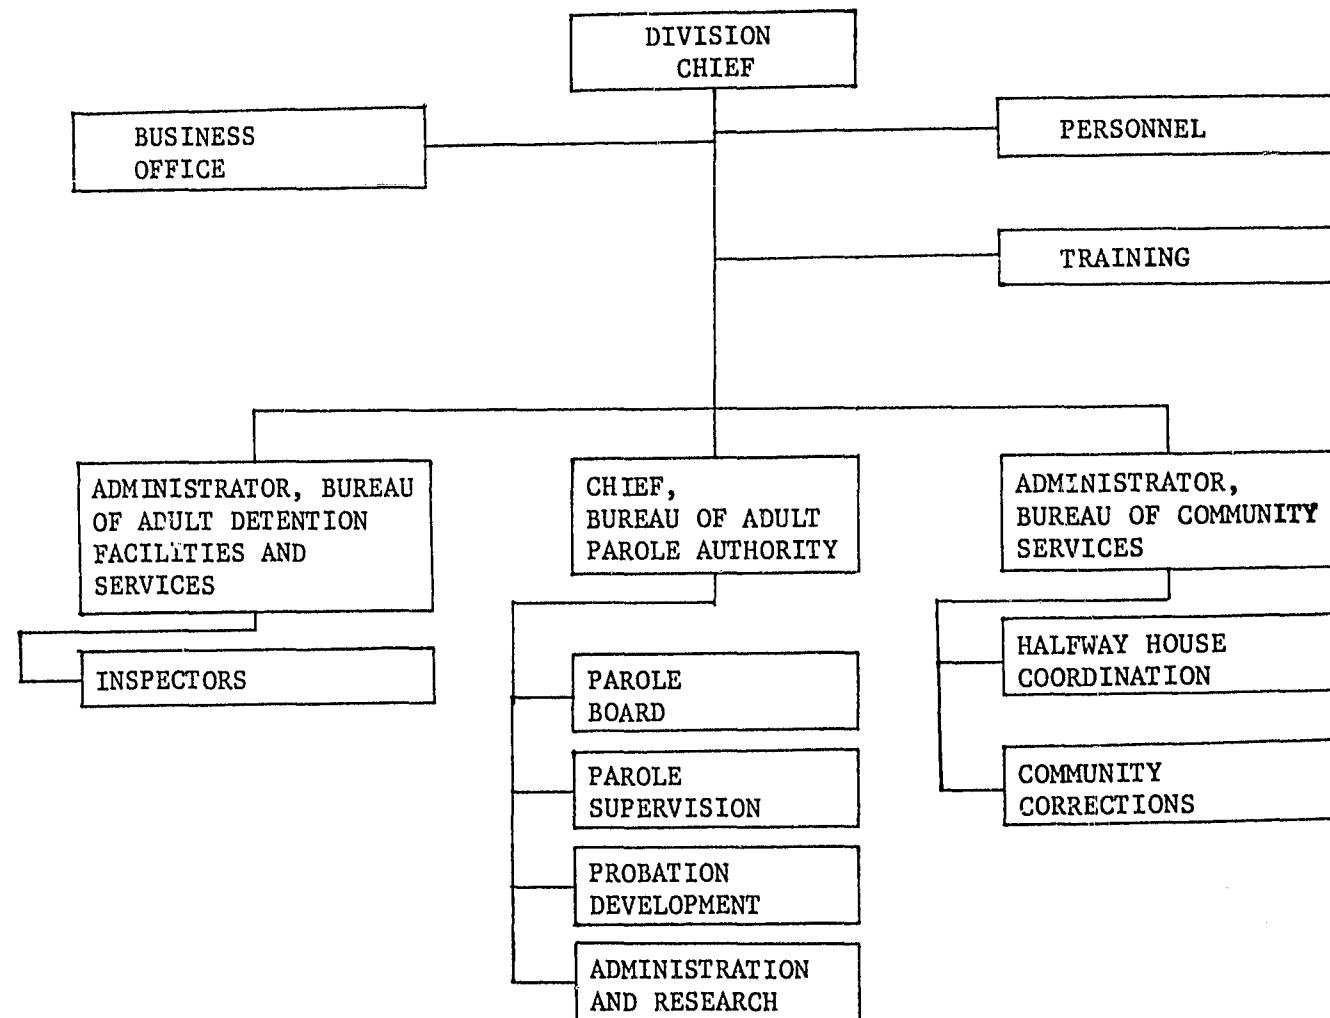 DIVISION
CHIEF
BUSINESS
OFFICE
PERSONNEL
TRAINING
ADMINISTRATOR, BUREAU
OF ADULT DETENTION
FACILITIES AND
SERVICES
INSPECTORS
CHIEF,
BUREAU OF ADULT
PAROLE AUTHORITY
PAROLE
BOARD
PAROLE
SUPERVISION
PROBATION
DEVELOPMENT
ADMINISTRATION
AND RESEARCH
ADMINISTRATOR,
BUREAU OF COMMUNITY
SERVICES
HALFWAY HOUSE
COORDINATION
COMMUNITY
CORRECTIONS